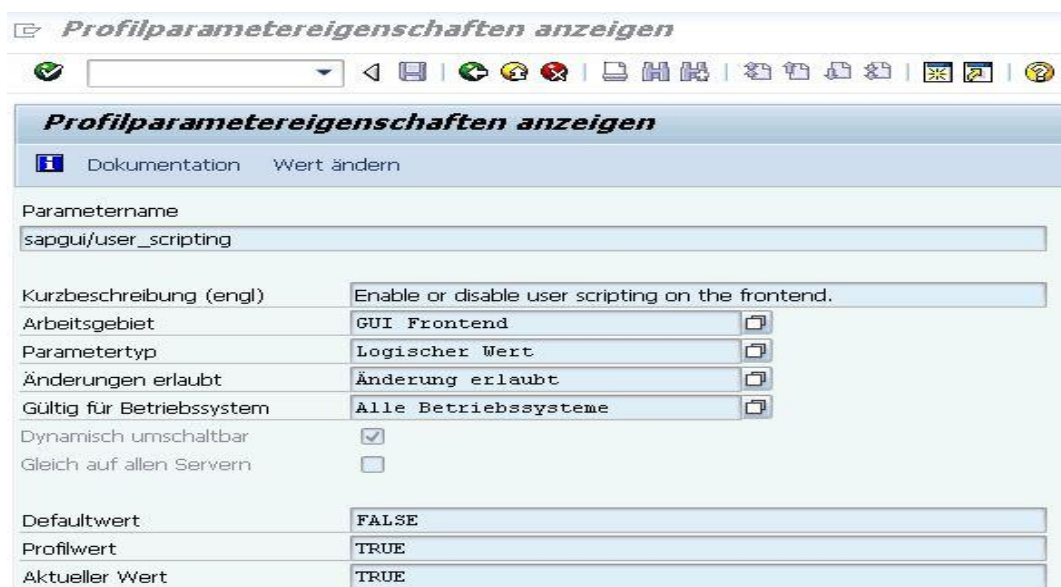 Profilparametereigenschaften anzeigen
Profilparametereigenschaften anzeigen
Dokumentation Wert ändern
Parametername
sapgui/user_scripting
Kurzbeschreibung (engl) Enable or disable user scripting on the frontend.
Arbeitsgebiet GUI Frontend
Parametertyp Logischer Wert
Änderungen erlaubt Änderung erlaubt
Gültig für Betriebssystem Alle Betriebssysteme
Dynamisch umschaltbar
Gleich auf allen Servern
Defaultwert FALSE
Profilwert TRUE
Aktueller Wert TRUE